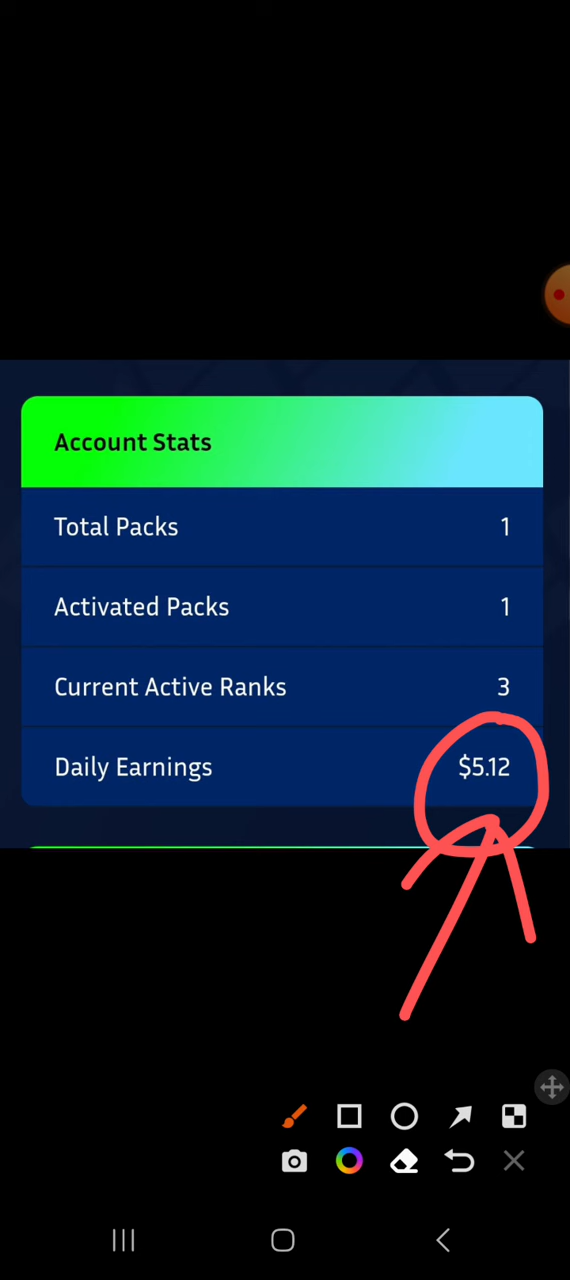 Account Stats
Total Packs 1
Activated Packs 1
Current Active Ranks 3
Daily Earnings $5.12